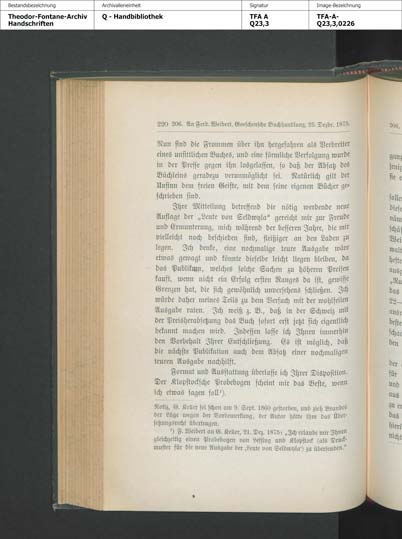 Bestandsbezeichnung
Archivalieneinheit
Signatur
Image-Bezeichnung
Theodor-Fontane-Archiv
Handschriften
Q - Handbibliothek
TFA A
Q23,3
TFA-A-
Q23,3,0226
220 206. An Ferd. Weibert, Goeschensche Buchhandlung, 25. Dezbr. 1875.
Nun sind die Frommen über ihn hergefahren als Verbreiter
eines unsittlichen Buches, und eine förmliche Verfolgung wurde
in der Presse gegen ihn losgelassen, so daß der Absatz des
Büchleins geradezu verunmöglicht sei. Natürlich gilt der
Unsinn dem freien Geiste, mit dem seine eigenen Bücher ge-
schrieben sind.
Ihre Mitteilung betreffend die nötig werdende neue
Auflage der „Leute von Seldwyla“ gereicht mir zur Freude
und Ermunterung, mich während der besseren Jahre, die mir
vielleicht noch beschieden sind, fleißiger an den Laden zu
legen. Ich denke, eine nochmalige teure Ausgabe wäre
etwas gewagt und könnte dieselbe leicht liegen bleiben, da
das Publikum, welches solche Sachen zu höheren Preisen
kauft, wenn nicht ein Erfolg ersten Ranges da ist, gewisse
Grenzen hat, die sich gewöhnlich unversehens schließen. Ich
würde daher meines Teils zu dem Versuch mit der wohlfeilen
Ausgabe raten. Ich weiß z. B., daß in der Schweiz mit
der Preisherabsetzung das Buch sofort erst jetzt sich eigentlich
bekannt machen wird. Indessen lasse ich Ihnen immerhin
den Vorbehalt Ihrer Entschließung. Es ist möglich, daß
die nächste Publikation auch dem Absatz einer nochmaligen
teuren Ausgabe nachhilft.
Format und Ausstattung überlasse ich Ihrer Disposition.
Der Klopstocksche Probebogen scheint mir das Beste, wenn
ich etwas sagen soll¹).
Notiz, G. Keller sei schon am 9. Sept. 1860 gestorben, und zieh Brandes
der Lüge wegen der Vorbemerkung, der Autor hätte ihm das
setzungsrecht übertragen.
¹) F. Weibert an G. Keller, 21. Dez. 1875: „Ich erlaube mir Ihnen
gleichzeitig einen Probebogen von Lessing und Klopstock (als Druck-
muster für die neue Ausgabe der ‚Leute von Seldwyla‘) zu übersenden.“
206.